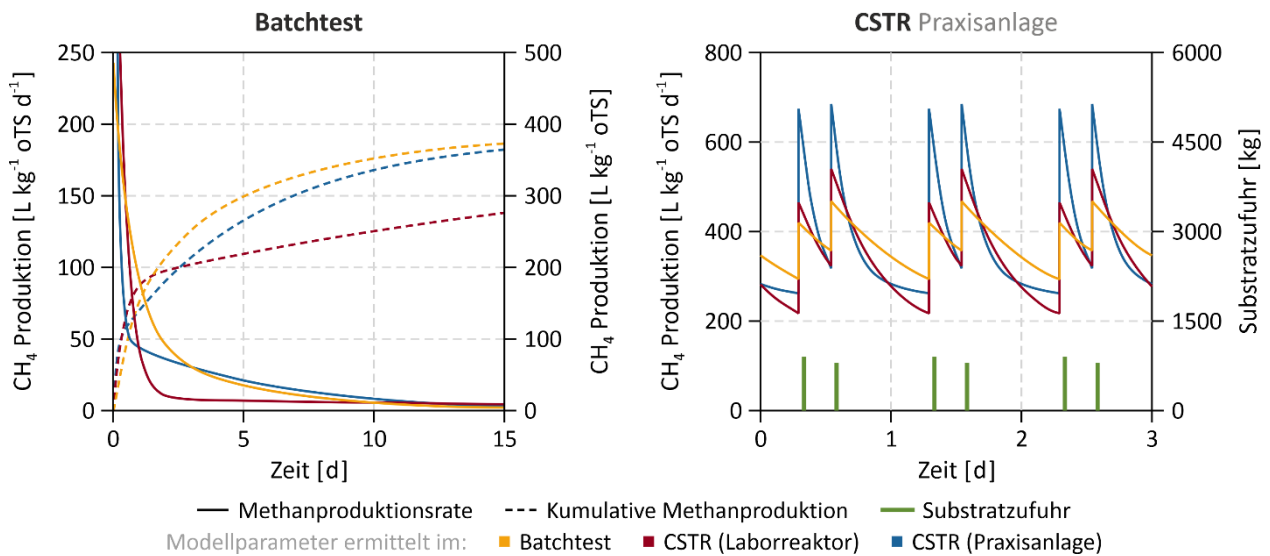 Batchtest
CSTR Praxisanlage
CH₄ Produktion [L kg⁻¹ oTS d⁻¹]
250
200
150
100
50
0
500
400
300
200
100
0
CH₄ Produktion [L kg⁻¹ oTS]
0 5 10 15
Zeit [d]
CH₄ Produktion [L kg⁻¹ oTS d⁻¹]
800
600
400
200
0
6000
4500
3000
1500
0
Substratzufuhr [kg]
0 1 2 3
Zeit [d]
Methanproduktionsrate Kumulative Methanproduktion Substratzufuhr
Modellparameter ermittelt im: Batchtest CSTR (Laborreaktor) CSTR (Praxisanlage)